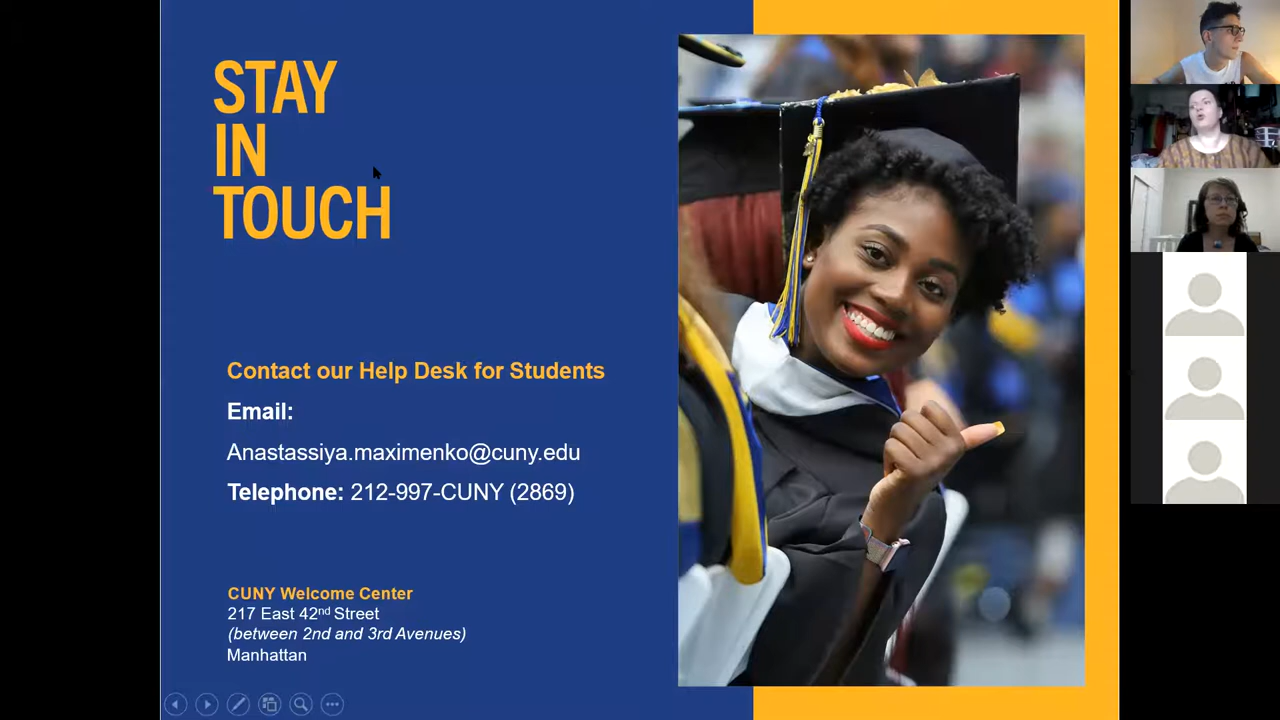 STAY
IN
TOUCH
Contact our Help Desk for Students
Email:
Anastassiya.maximenko@cuny.edu
Telephone: 212-997-CUNY (2869)
CUNY Welcome Center
217 East 42nd Street
(between 2nd and 3rd Avenues)
Manhattan